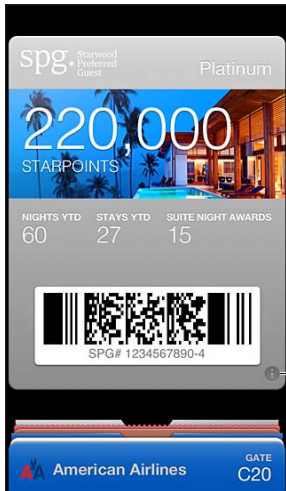 spg. Starwood Preferred Guest
Platinum
220,000
STARPOINTS
NIGHTS YTD STAYS YTD SUITE NIGHT AWARDS
60 27 15
SPG# 1234567890-4
i
AA American Airlines
GATE
C20